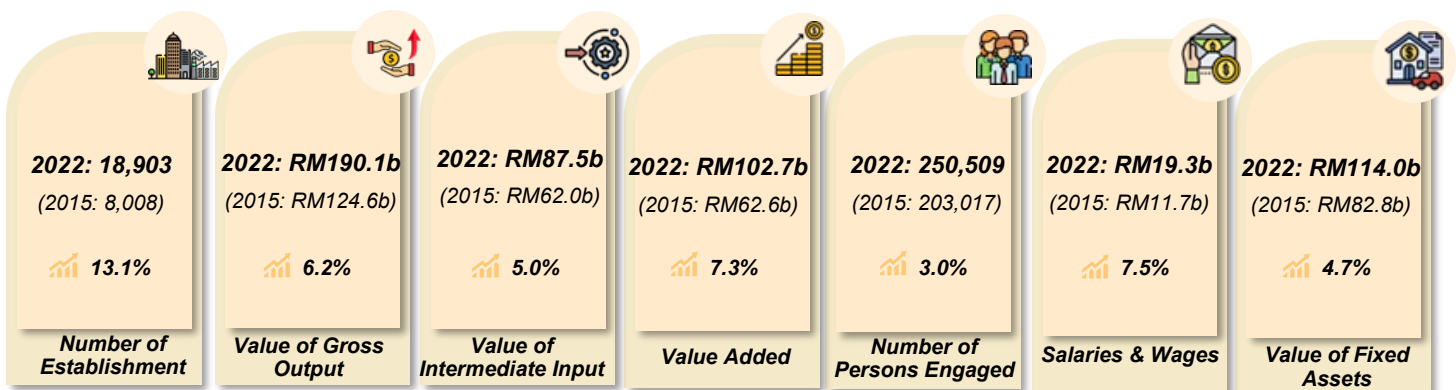 2022: 18,903
(2015: 8,008)
13.1%
Number of
Establishment
2022: RM190.1b
(2015: RM124.6b)
6.2%
Value of Gross
Output
2022: RM87.5b
(2015: RM62.0b)
5.0%
Value of
Intermediate Input
2022: RM102.7b
(2015: RM62.6b)
7.3%
Value Added
2022: 250,509
(2015: 203,017)
3.0%
Number of
Persons Engaged
2022: RM19.3b
(2015: RM11.7b)
7.5%
Salaries & Wages
2022: RM114.0b
(2015: RM82.8b)
4.7%
Value of Fixed
Assets